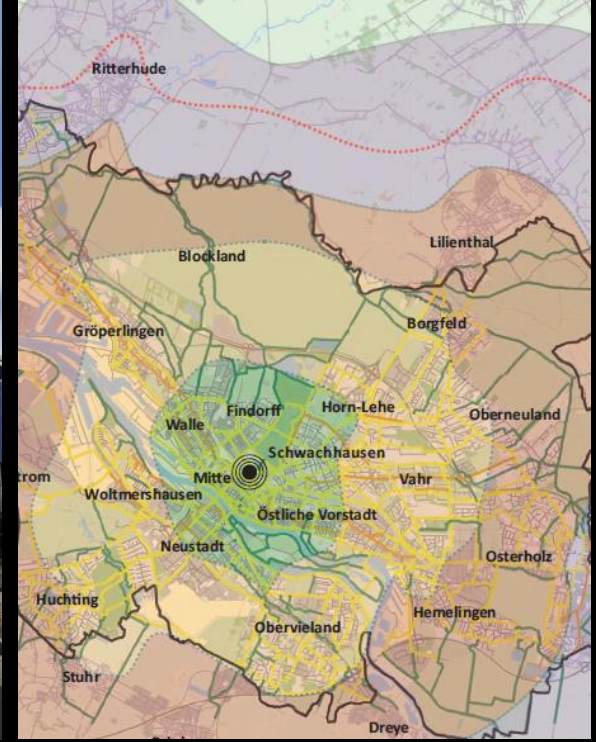 Ritterhude
Lilienthal
Blockland
Borgfeld
Gröperlingen
Findorff
Horn-Lehe
Oberneuland
Walle
Schwachhausen
trom
Mitte
Vahr
Woltmershausen
Östliche Vorstadt
Neustadt
Osterholz
Huchting
Hemelingen
Obervieland
Stuhr
Dreye